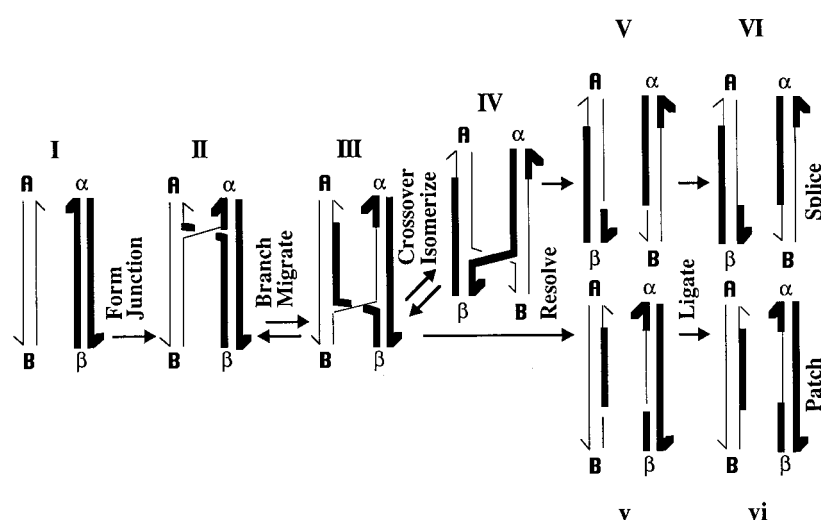 V VI
A α A α
IV
A α
I II III
A α A α A α
Form Junction
Branch Migrate
Crossover Isomerize
Resolve
Ligate
Splice
Patch
β B β B
β B
A α A α
B β B β B β
B β B β
v vi